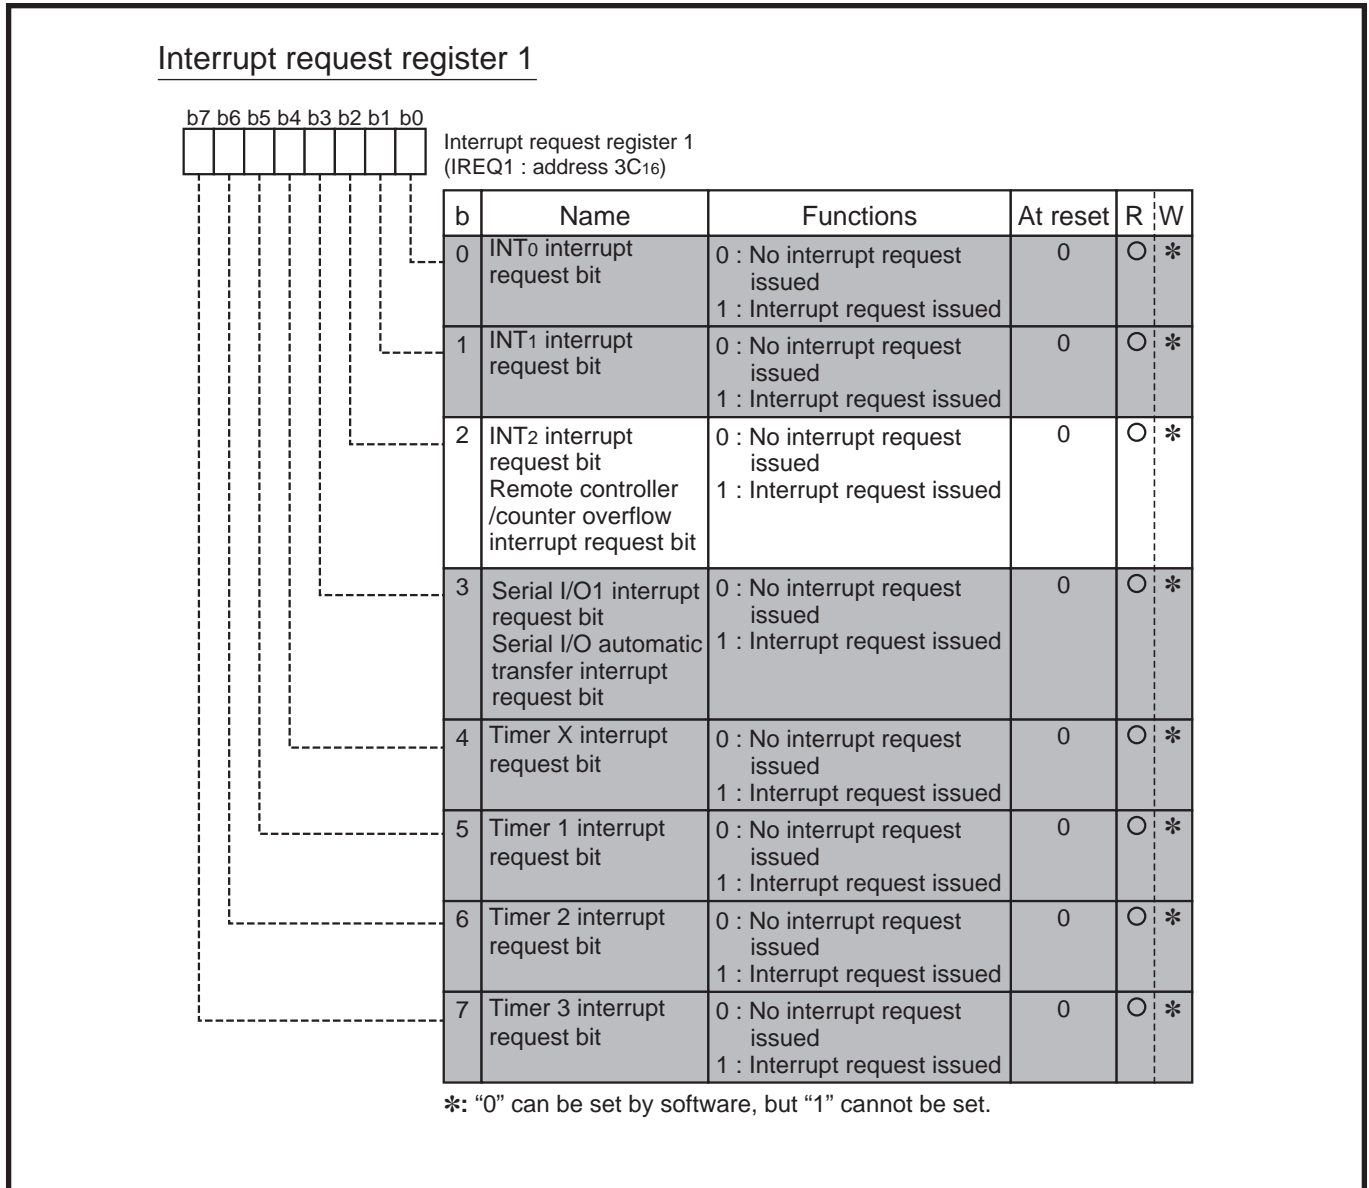 Interrupt request register 1
b7 b6 b5 b4 b3 b2 b1 b0
Interrupt request register 1
(IREQ1 : address 3C16)
b Name Functions At reset R W
0 INT0 interrupt request bit 0 : No interrupt request issued 1 : Interrupt request issued 0 O ✻
1 INT1 interrupt request bit 0 : No interrupt request issued 1 : Interrupt request issued 0 O ✻
2 INT2 interrupt request bit Remote controller /counter overflow interrupt request bit 0 : No interrupt request issued 1 : Interrupt request issued 0 O ✻
3 Serial I/O1 interrupt request bit Serial I/O automatic transfer interrupt request bit 0 : No interrupt request issued 1 : Interrupt request issued 0 O ✻
4 Timer X interrupt request bit 0 : No interrupt request issued 1 : Interrupt request issued 0 O ✻
5 Timer 1 interrupt request bit 0 : No interrupt request issued 1 : Interrupt request issued 0 O ✻
6 Timer 2 interrupt request bit 0 : No interrupt request issued 1 : Interrupt request issued 0 O ✻
7 Timer 3 interrupt request bit 0 : No interrupt request issued 1 : Interrupt request issued 0 O ✻
✻: “0” can be set by software, but “1” cannot be set.